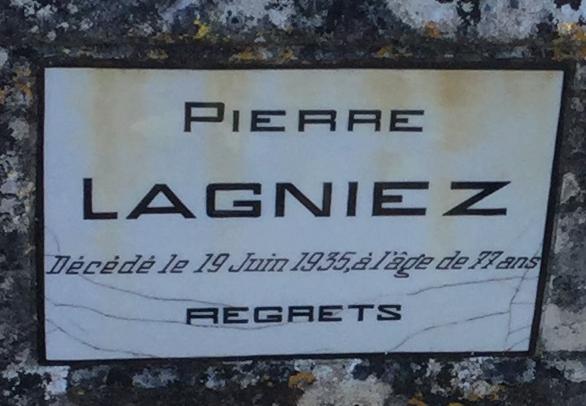 PIERRE
LAGNIEZ
Décédé le 19 Juin 1935, à l'âge de 77 ans
REGRETS